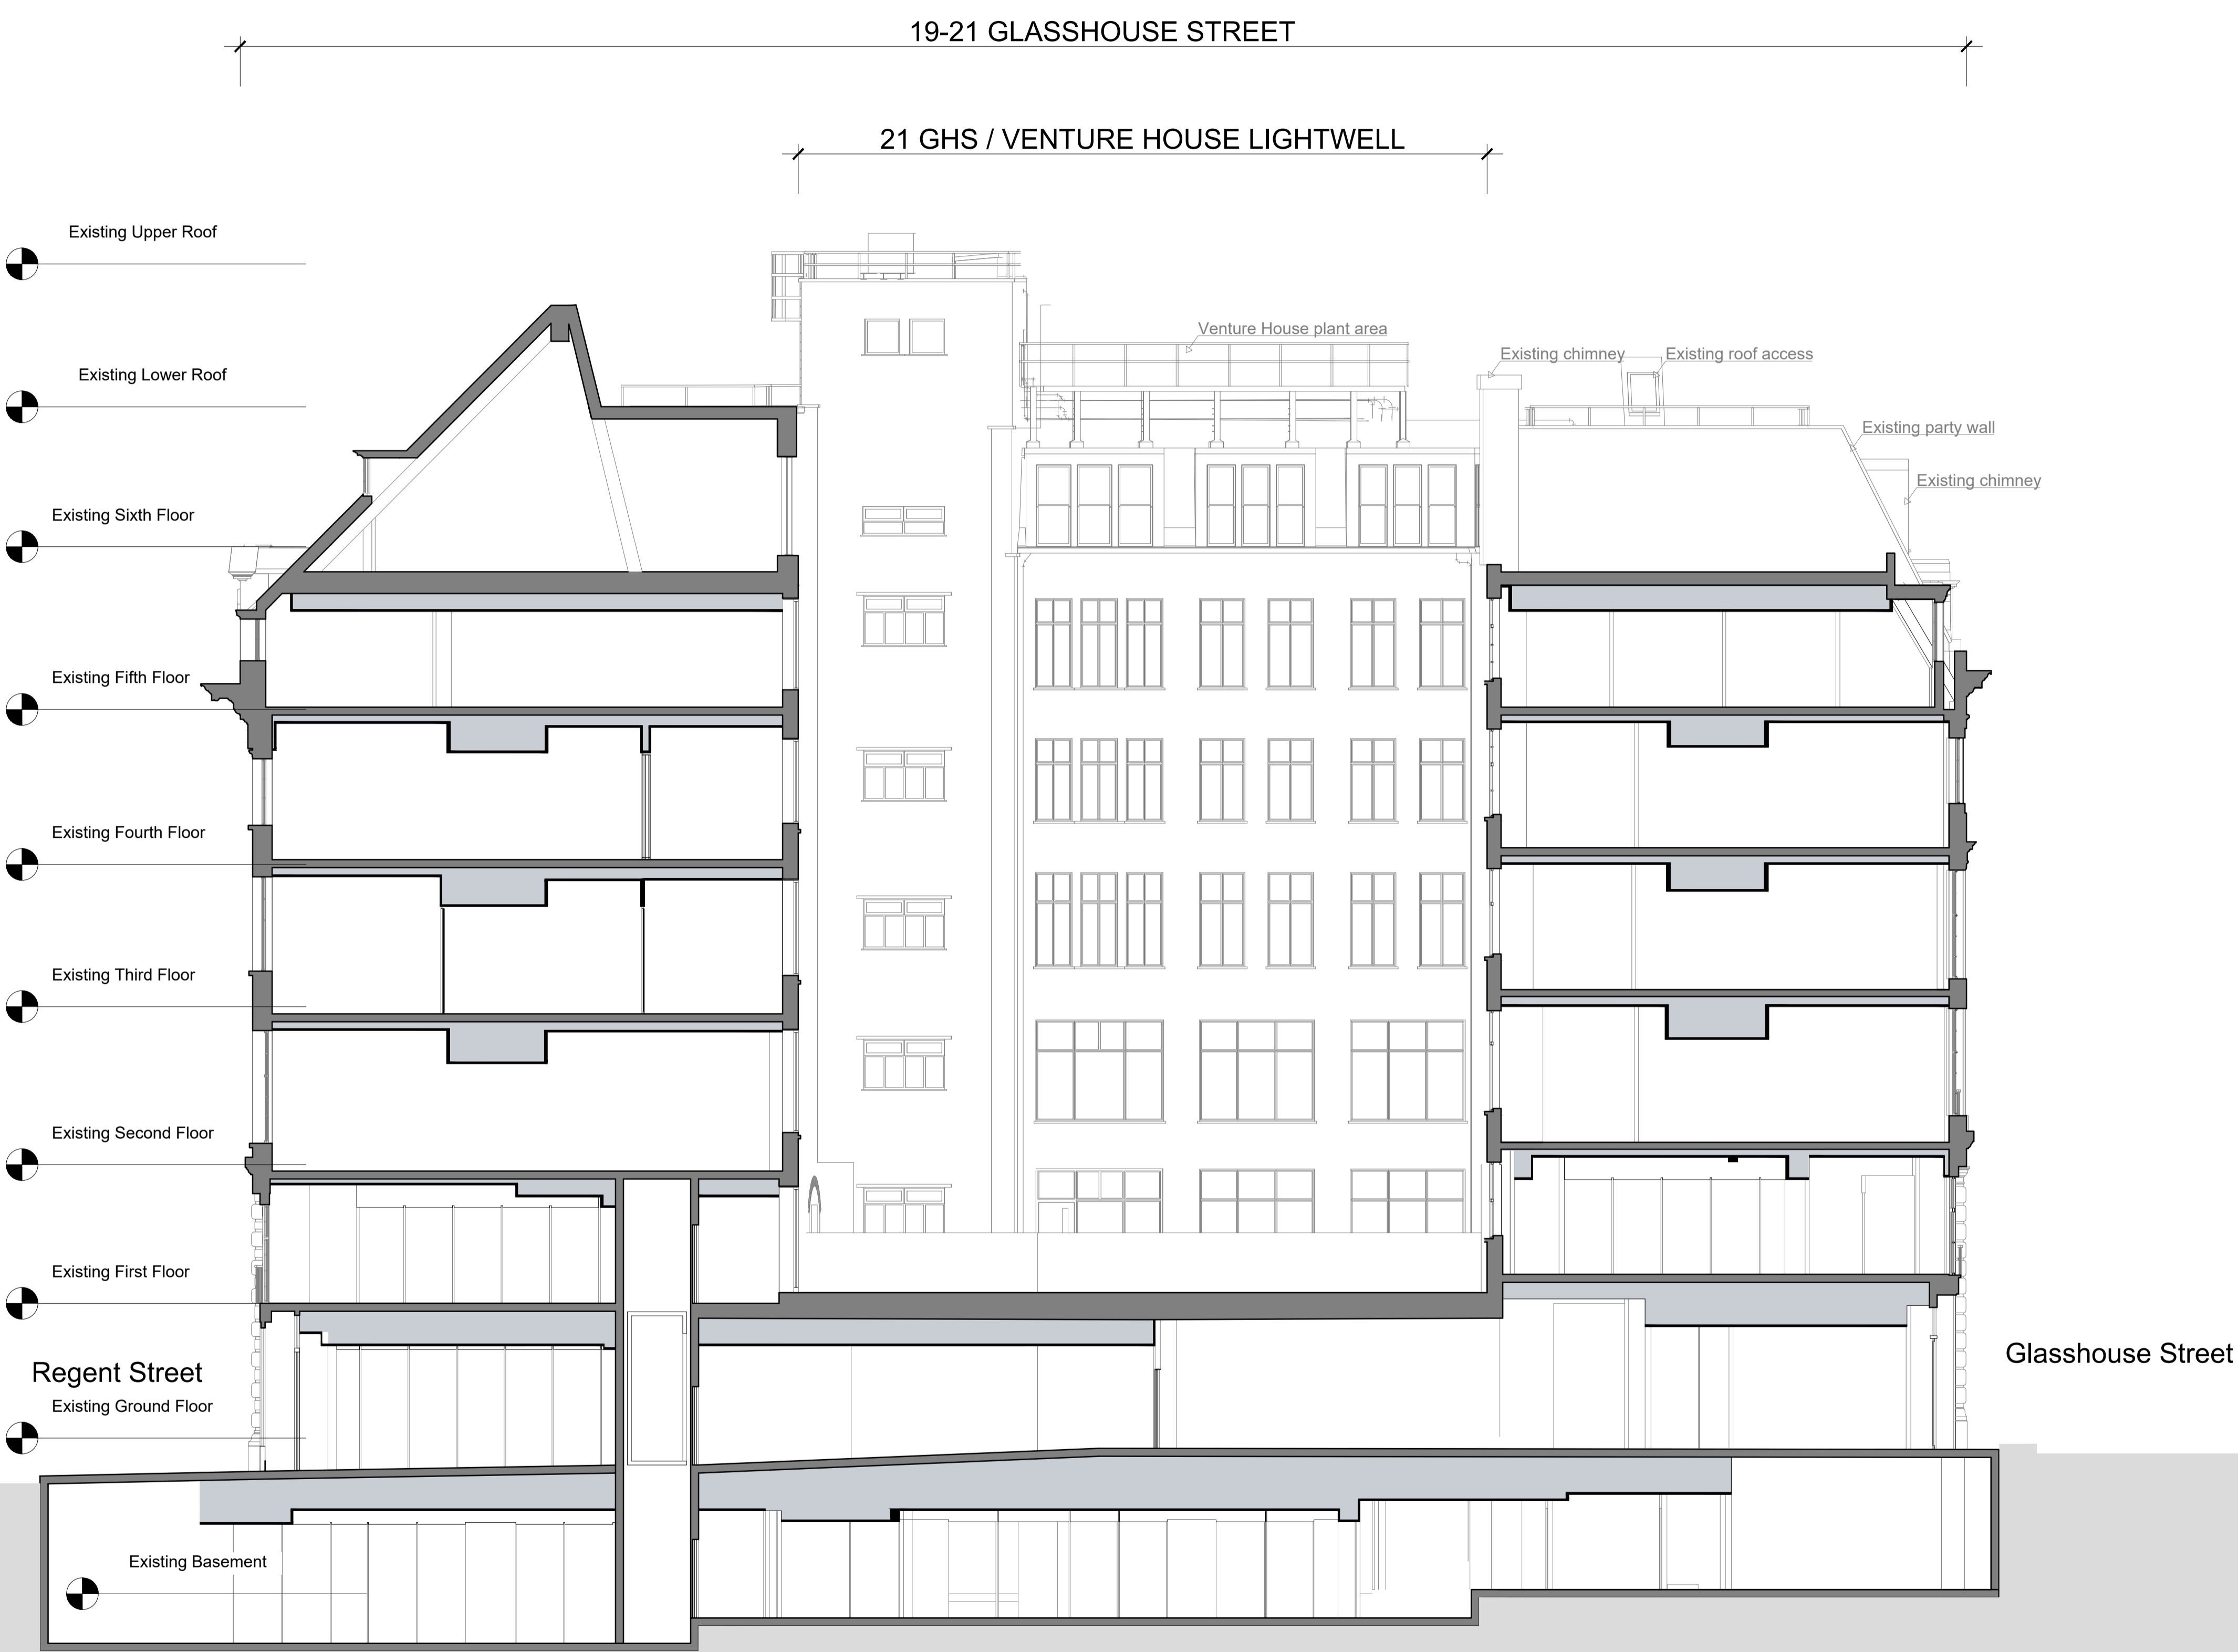 19-21 GLASSHOUSE STREET
21 GHS / VENTURE HOUSE LIGHTWELL
Existing Upper Roof
Venture House plant area
Existing chimney
Existing roof access
Existing Lower Roof
Existing party wall
Existing chimney
Existing Sixth Floor
Existing Fifth Floor
Existing Fourth Floor
Existing Third Floor
Existing Second Floor
Existing First Floor
Glasshouse Street
Regent Street
Existing Ground Floor
Existing Basement